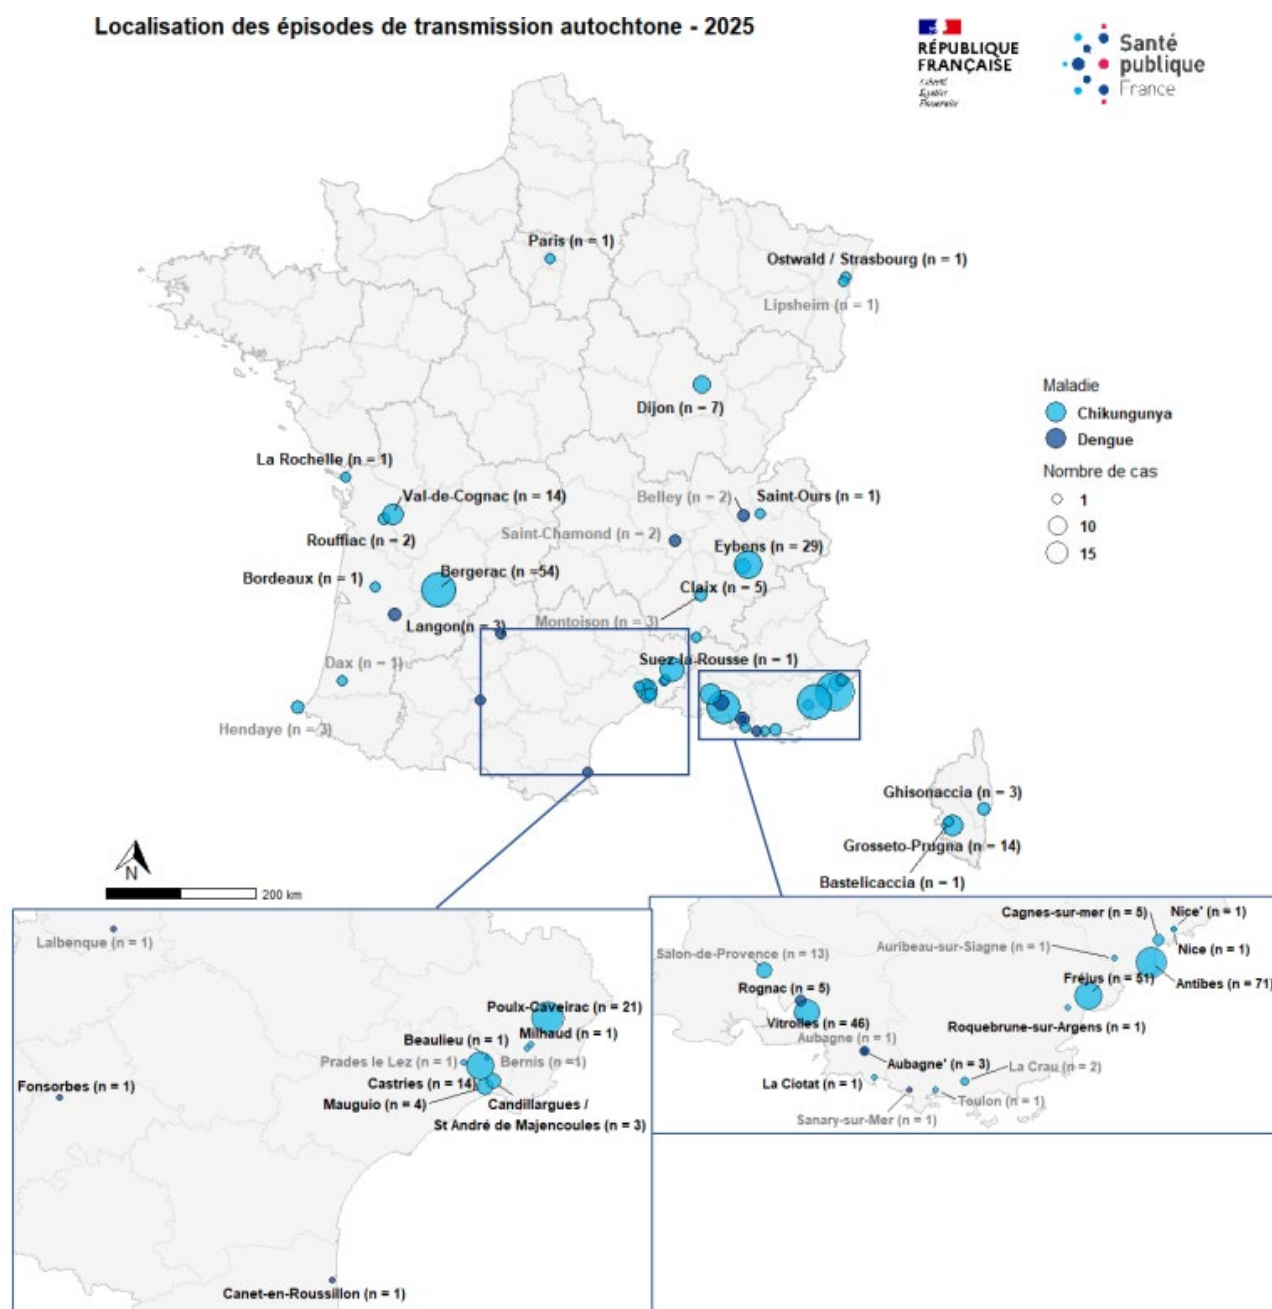 Localisation des épisodes de transmission autochtone - 2025
RÉPUBLIQUE
FRANÇAISE
Liberté
Égalité
Fraternité
Santé
publique
France
Paris (n = 1)
Ostwald / Strasbourg (n = 1)
Lipsheim (n = 1)
Dijon (n = 7)
Maladie
Chikungunya
Dengue
Nombre de cas
1
10
15
La Rochelle (n = 1)
Val-de-Cognac (n = 14)
Belley (n = 2)
Saint-Ours (n = 1)
Rouffiac (n = 2)
Saint-Chamond (n = 2)
Eybens (n = 29)
Bergerac (n =54)
Bordeaux (n = 1)
Claix (n = 5)
Langon(n = 3)
Montoison (n = 3)
Dax (n = 1)
Suez-la-Rousse (n = 1)
Hendaye (n = 3)
Ghisonaccia (n = 3)
Grosseto-Prugna (n = 14)
Bastelicaccia (n = 1)
N
200 km
Lalbenque (n = 1)
Poulx-Caveirac (n = 21)
Beaulieu (n = 1)
Milhaud (n = 1)
Prades le Lez (n = 1)
Bernis (n =1)
Fonsorbes (n = 1)
Castries (n = 14)
Mauguio (n = 4)
Candillargues /
St André de Majencoules (n = 3)
Canet-en-Roussillon (n = 1)
Cagnes-sur-mer (n = 5)
Nice' (n = 1)
Salon-de-Provence (n = 13)
Auribeau-sur-Siagne (n = 1)
Nice (n = 1)
Rognac (n = 5)
Fréjus (n = 51)
Antibes (n = 71)
Vitrolles (n = 46)
Roquebrune-sur-Argens (n = 1)
Aubagne (n = 1)
Aubagne' (n = 3)
La Crau (n = 2)
La Ciotat (n = 1)
Toulon (n = 1)
Sanary-sur-Mer (n = 1)